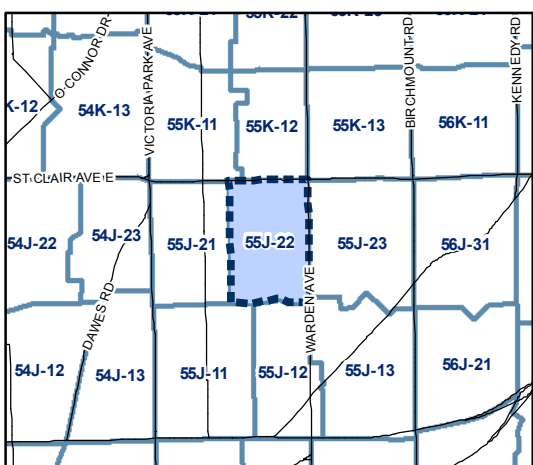 55K-22
O CONNOR DR
VICTORIA PARK AVE
BIRCHMOUNT RD
KENNEDY RD
K-12
54K-13
55K-11
55K-12
55K-13
56K-11
ST CLAIR AVE E
54J-22
54J-23
55J-21
55J-22
55J-23
56J-31
DAWES RD
WARDEN AVE
54J-12
54J-13
55J-11
55J-12
55J-13
56J-21